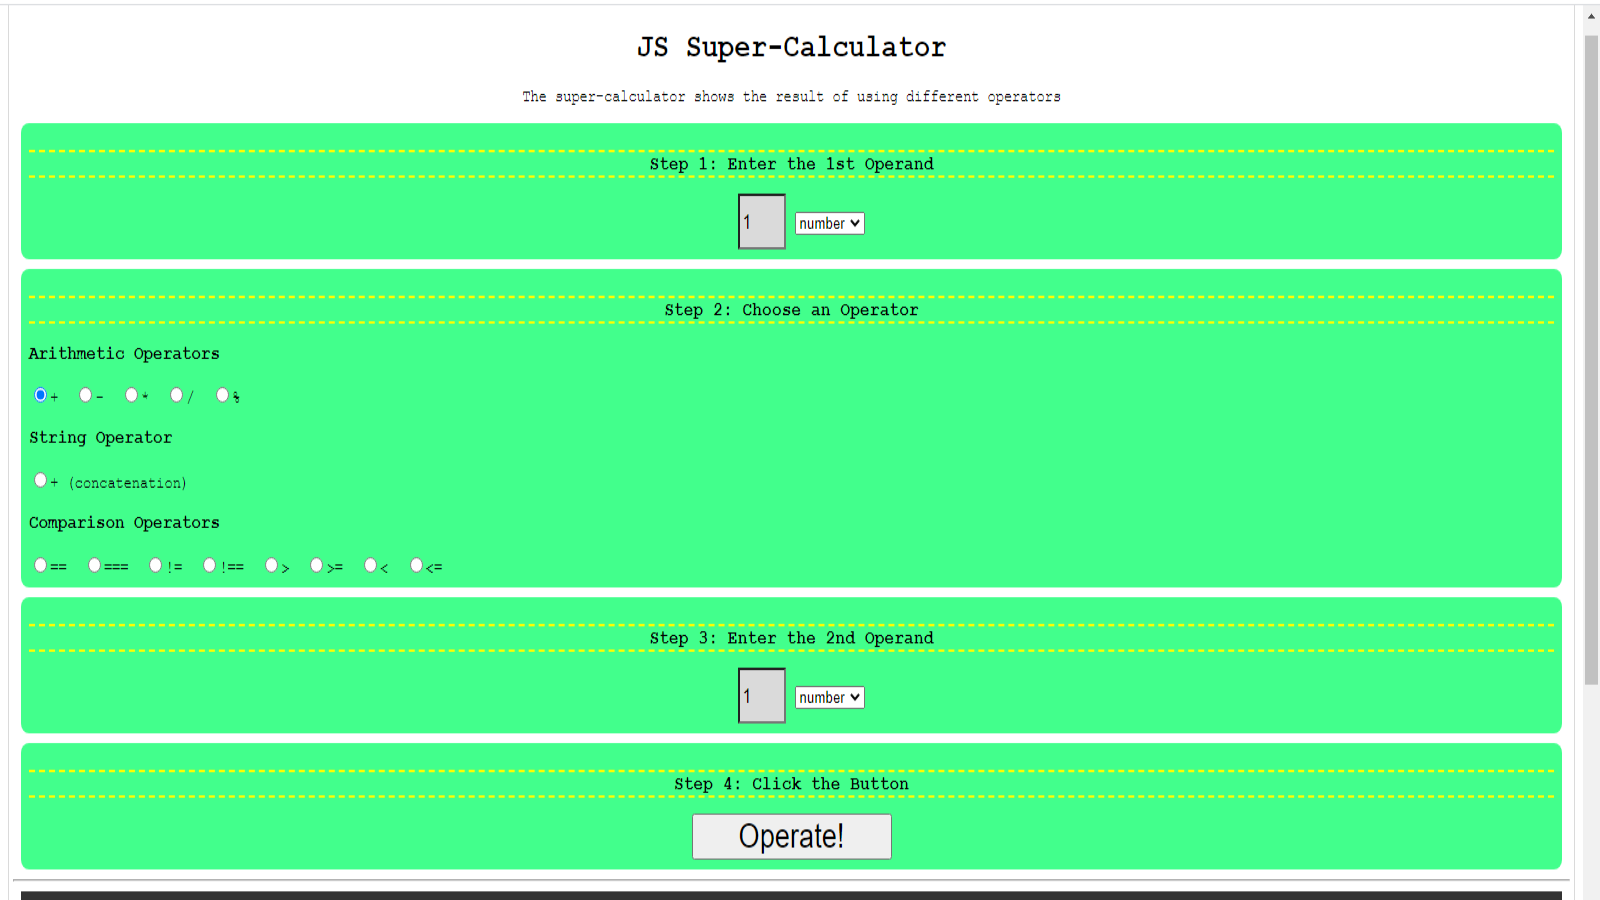 JS Super-Calculator
The super-calculator shows the result of using different operators
Step 1: Enter the 1st Operand
1 number
Step 2: Choose an Operator
Arithmetic Operators
+ - * / %
String Operator
+ (concatenation)
Comparison Operators
== === != !== > >= < <=
Step 3: Enter the 2nd Operand
1 number
Step 4: Click the Button
Operate!